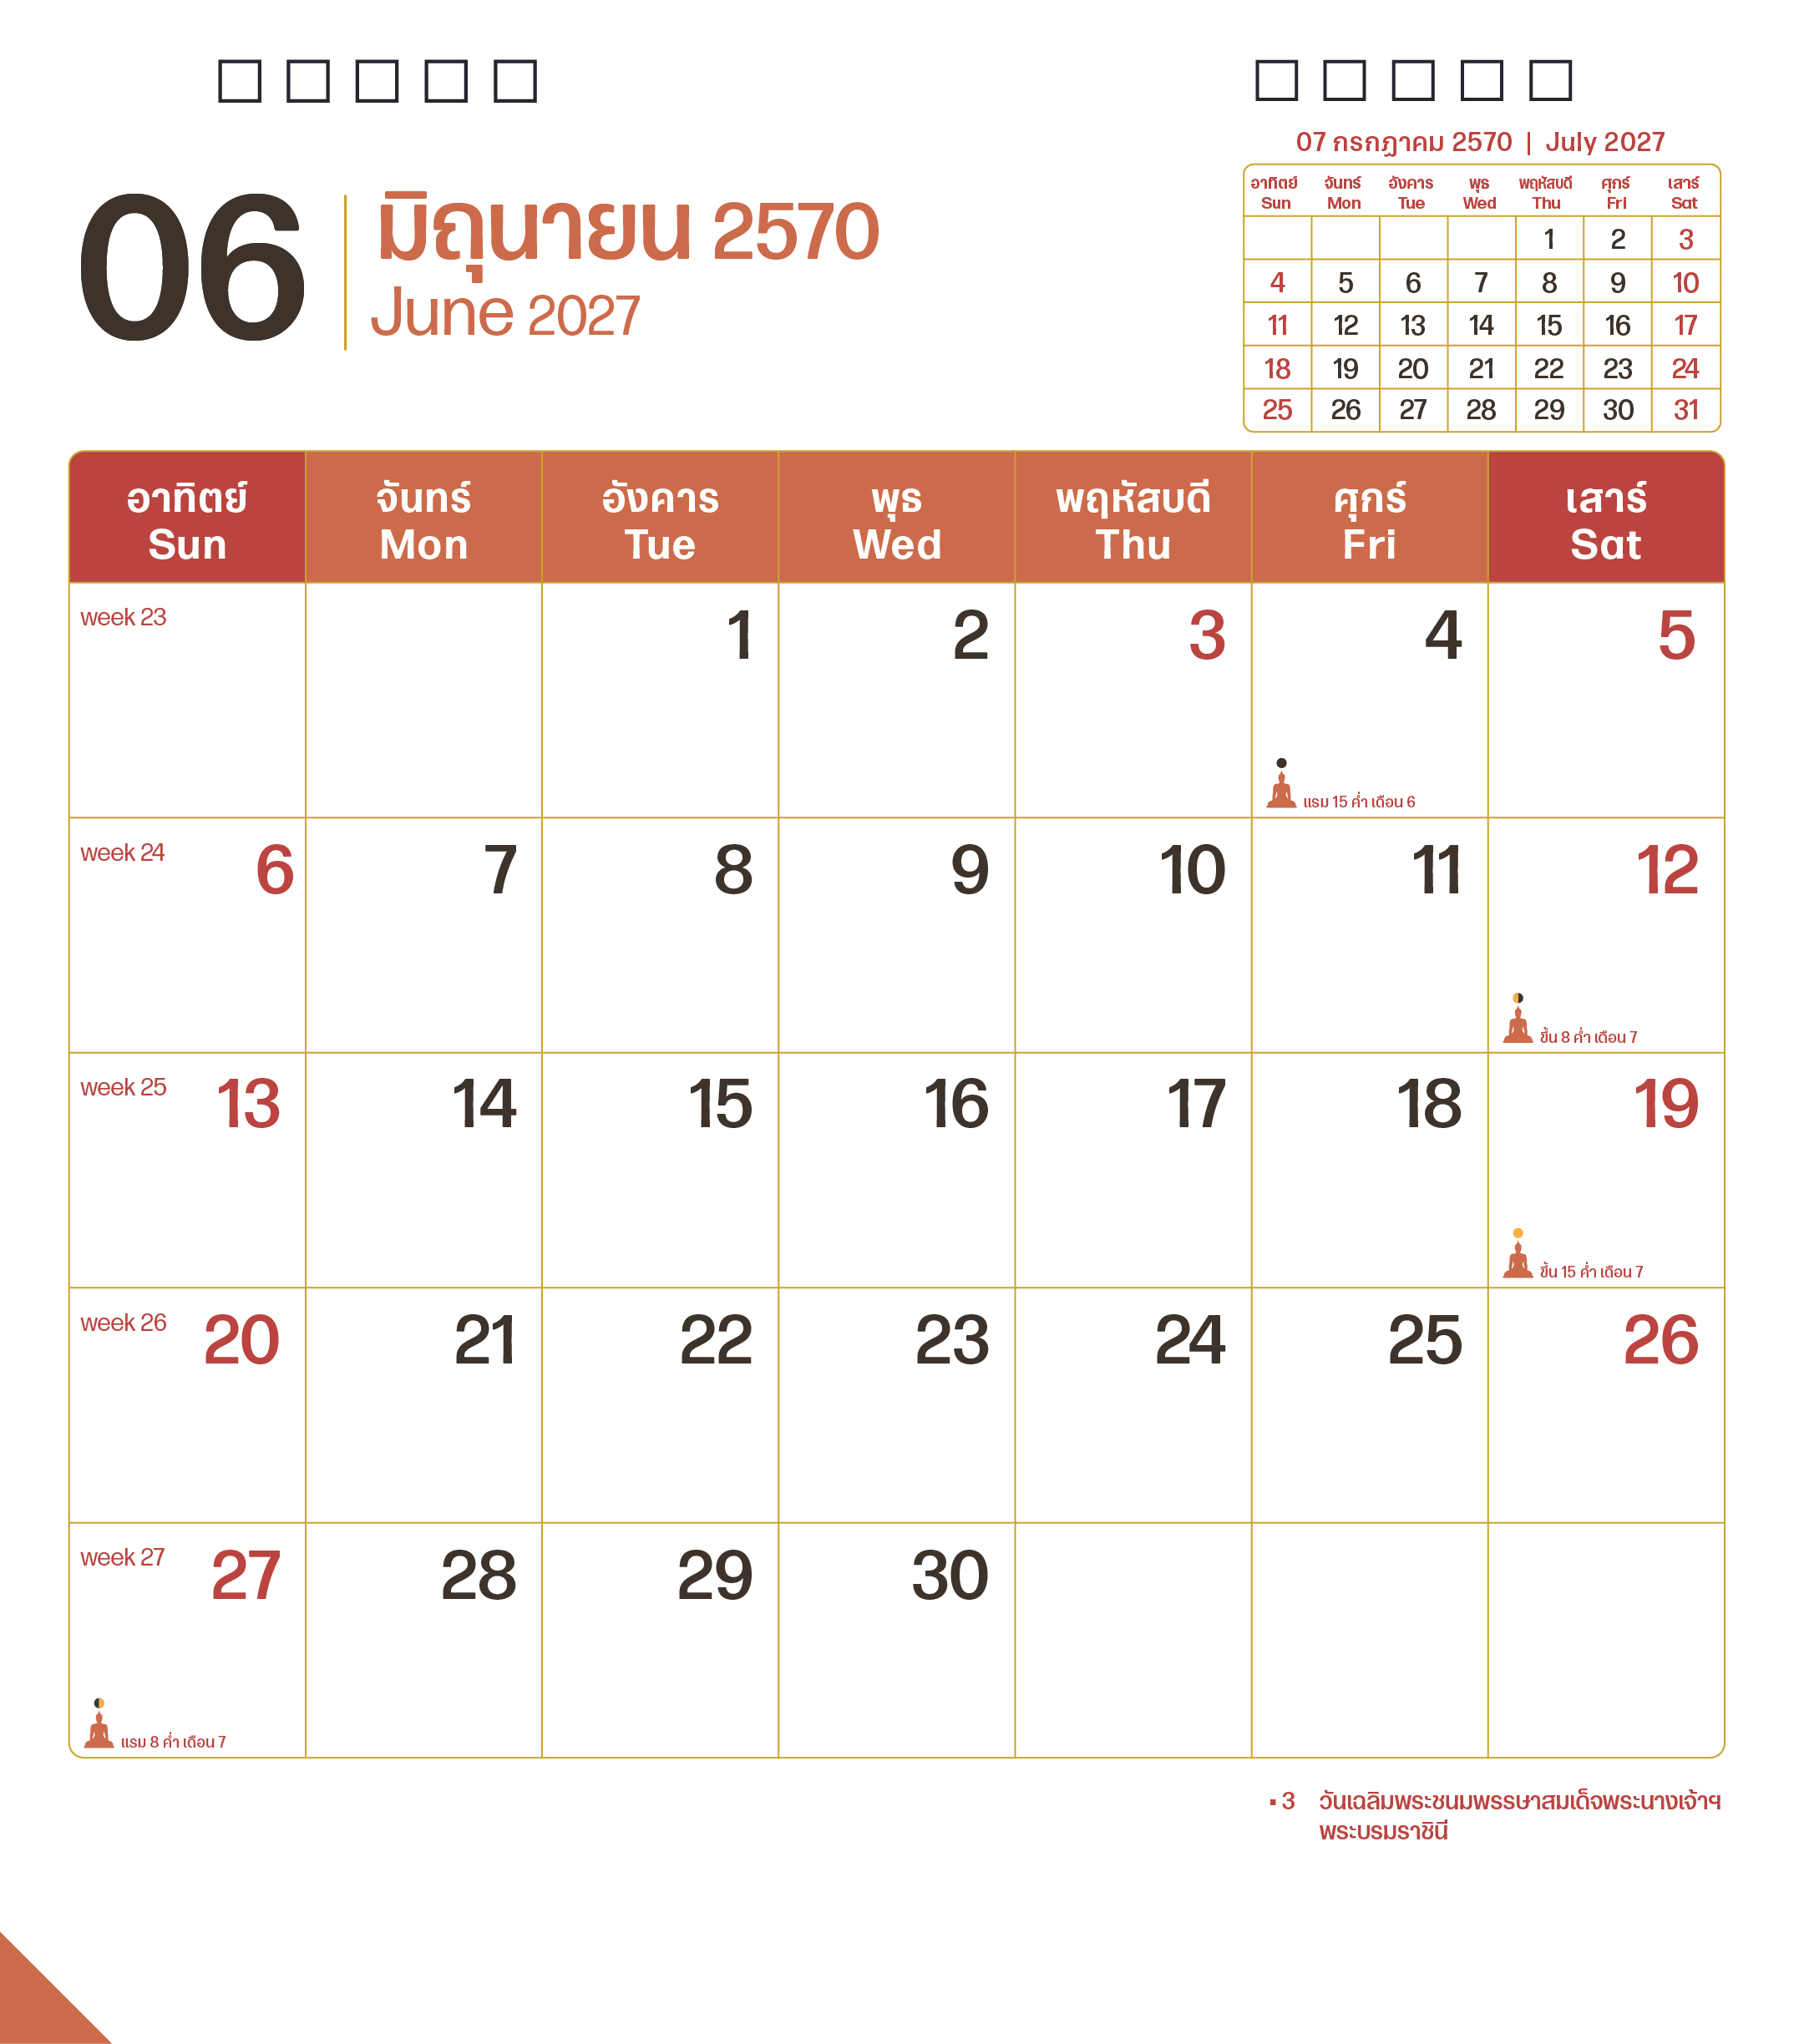 07 กรกฎาคม 2570 | July 2027
อาทิตย์ จันทร์ อังคาร พุธ พฤหัสบดี ศุกร์ เสาร์
Sun Mon Tue Wed Thu Fri Sat
1 2 3
4 5 6 7 8 9 10
11 12 13 14 15 16 17
18 19 20 21 22 23 24
25 26 27 28 29 30 31
06
มิถุนายน 2570
June 2027
อาทิตย์ จันทร์ อังคาร พุธ พฤหัสบดี ศุกร์ เสาร์
Sun Mon Tue Wed Thu Fri Sat
week 23 1 2 3 4 5
แรม 15 ค่ำ เดือน 6
week 24 6 7 8 9 10 11 12
ขึ้น 8 ค่ำ เดือน 7
week 25 13 14 15 16 17 18 19
ขึ้น 15 ค่ำ เดือน 7
week 26 20 21 22 23 24 25 26
week 27 27 28 29 30
แรม 8 ค่ำ เดือน 7
▪ 3 วันเฉลิมพระชนมพรรษาสมเด็จพระนางเจ้าฯ
พระบรมราชินี